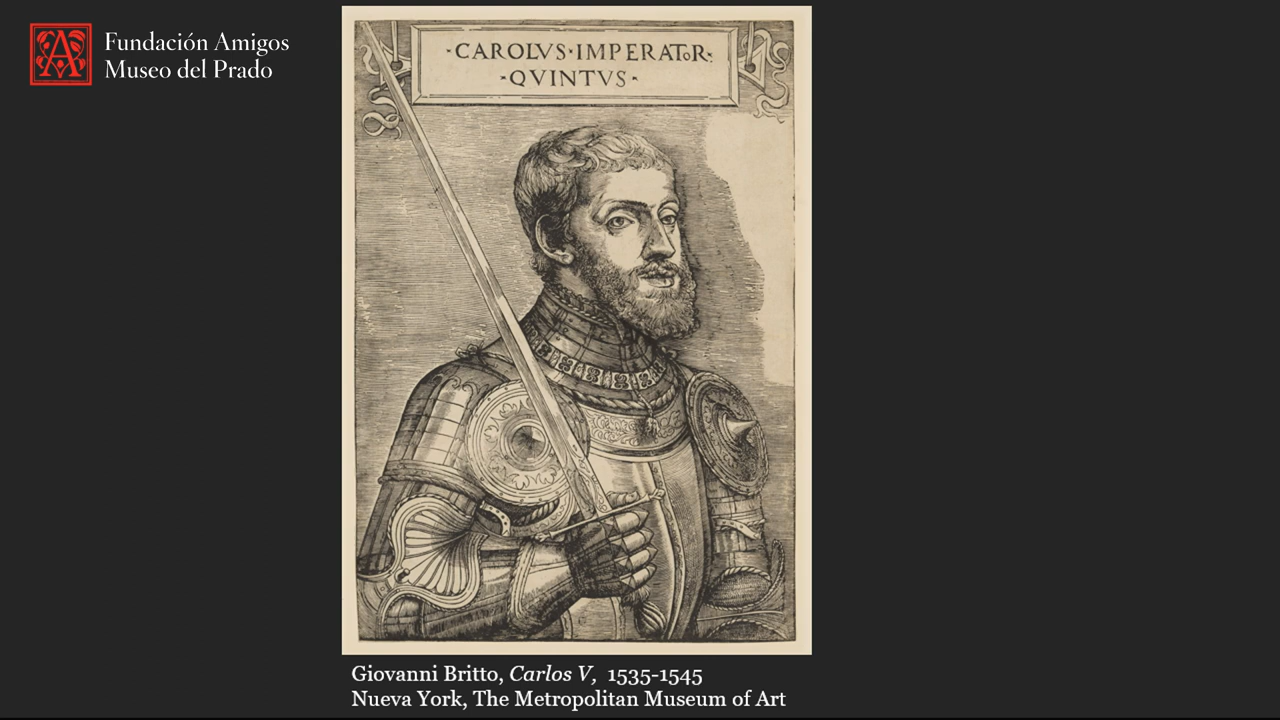 Fundación Amigos
Museo del Prado
·CAROLVS·IMPERAToR·
·QVINTVS·
Giovanni Britto, Carlos V, 1535-1545
Nueva York, The Metropolitan Museum of Art